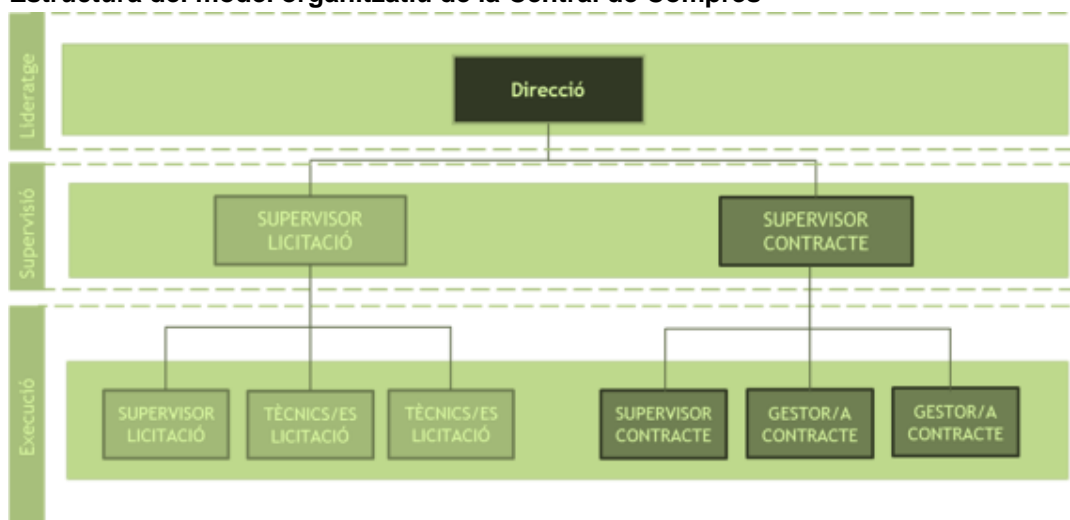 Estructura del model organitzatiu de la Central de Compres
Lideratge
Direcció
Supervisió
SUPERVISOR
LICITACIÓ
SUPERVISOR
CONTRACTE
Execució
SUPERVISOR
LICITACIÓ
TÈCNICS/ES
LICITACIÓ
TÈCNICS/ES
LICITACIÓ
SUPERVISOR
CONTRACTE
GESTOR/A
CONTRACTE
GESTOR/A
CONTRACTE